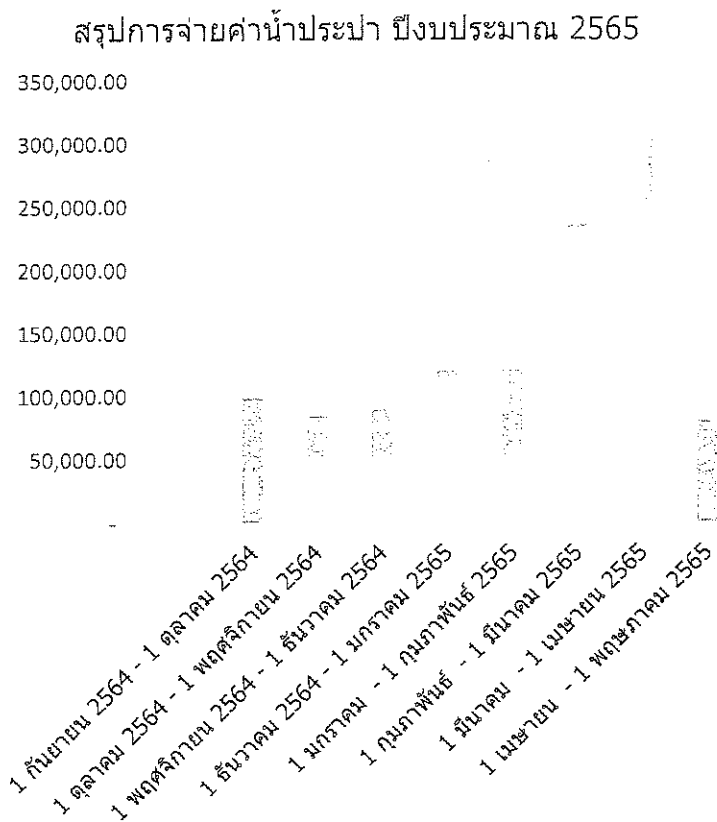 สรุปการจ่ายค่าน้ำประปา ปีงบประมาณ 2565
350,000.00
300,000.00
250,000.00
200,000.00
150,000.00
100,000.00
50,000.00
-
1 กันยายน 2564 - 1 ตุลาคม 2564
1 ตุลาคม 2564 - 1 พฤศจิกายน 2564
1 พฤศจิกายน 2564 - 1 ธันวาคม 2564
1 ธันวาคม 2564 - 1 มกราคม 2565
1 มกราคม - 1 กุมภาพันธ์ 2565
1 กุมภาพันธ์ - 1 มีนาคม 2565
1 มีนาคม - 1 เมษายน 2565
1 เมษายน - 1 พฤษภาคม 2565